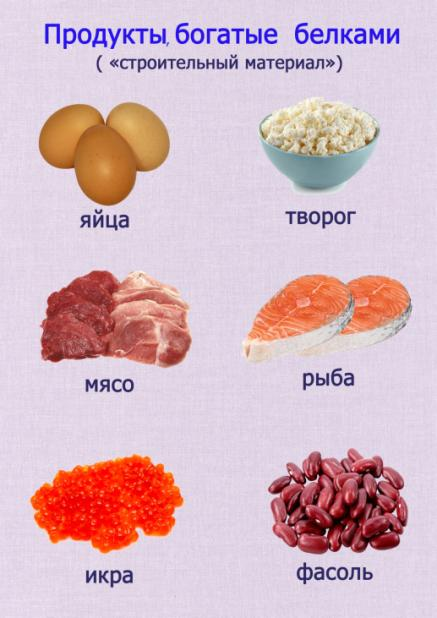 Продукты, богатые белками
( «строительный материал»)
яйца
творог
мясо
рыба
икра
фасоль